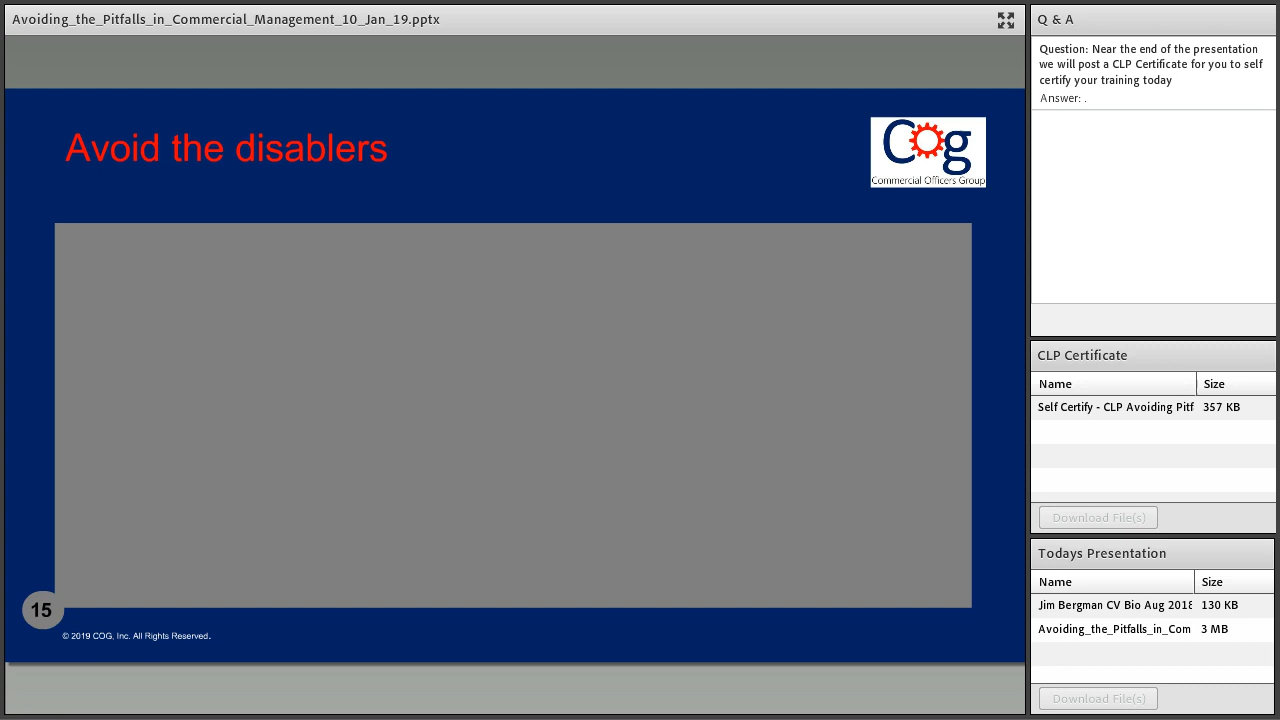 Avoiding_the_Pitfalls_in_Commercial_Management_10_Jan_19.pptx
Avoid the disablers
Cog
Commercial Officers Group
15
© 2019 COG, Inc. All Rights Reserved.
Q & A
Question: Near the end of the presentation
we will post a CLP Certificate for you to self
certify your training today
Answer: .
CLP Certificate
Name Size
Self Certify - CLP Avoiding Pitf 357 KB
Download File(s)
Todays Presentation
Name Size
Jim Bergman CV Bio Aug 2018 130 KB
Avoiding_the_Pitfalls_in_Com 3 MB
Download File(s)